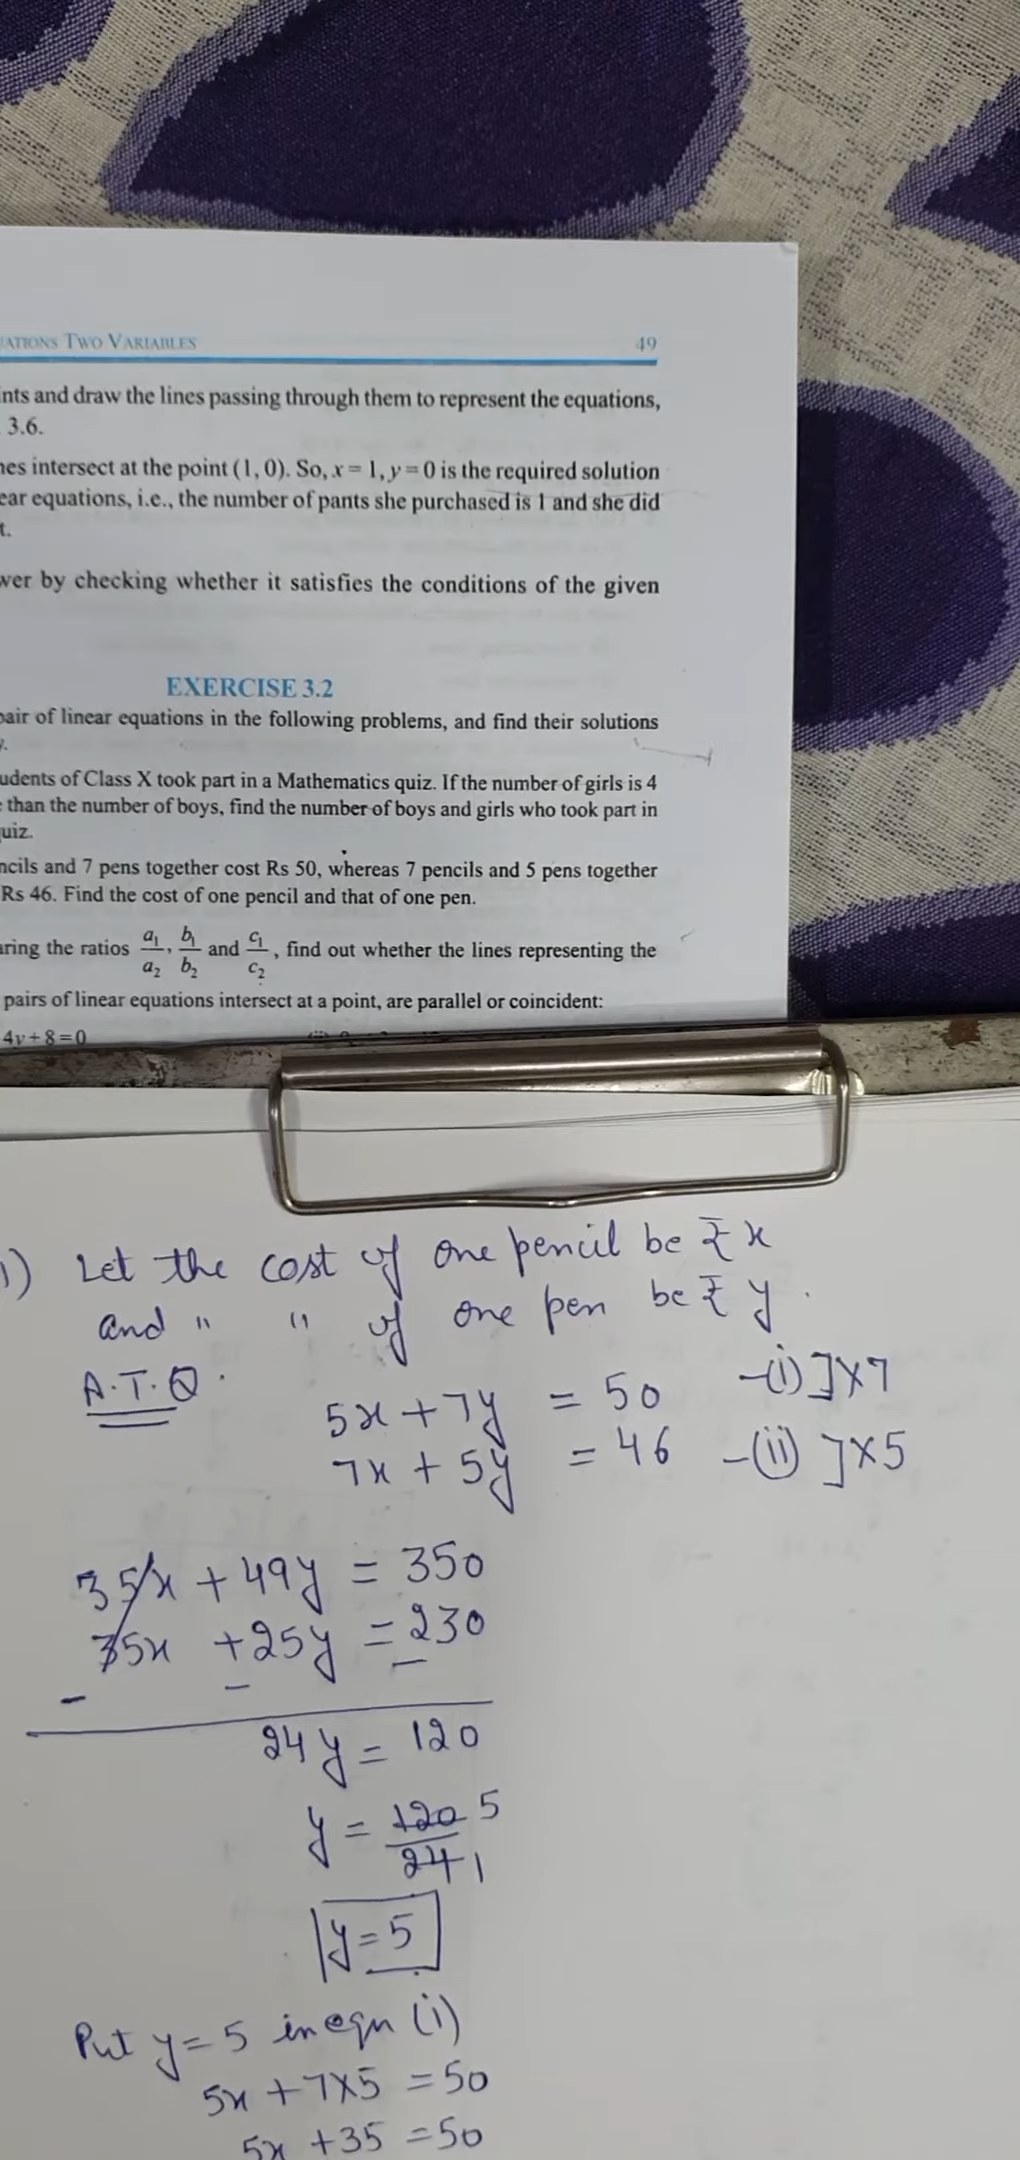 TWO VARIABLES 49
and draw the lines passing through them to represent the equations,
3.6.
intersect at the point (1, 0). So, x = 1, y = 0 is the required solution
equations, i.e., the number of pants she purchased is 1 and she did
by checking whether it satisfies the conditions of the given
EXERCISE 3.2
of linear equations in the following problems, and find their solutions
of Class X took part in a Mathematics quiz. If the number of girls is 4
than the number of boys, find the number of boys and girls who took part in
and 7 pens together cost Rs 50, whereas 7 pencils and 5 pens together
Rs 46. Find the cost of one pencil and that of one pen.
the ratios a₁/a₂, b₁/b₂ and c₁/c₂, find out whether the lines representing the
pairs of linear equations intersect at a point, are parallel or coincident:
4y + 8 = 0
Let the cost of one pencil be ₹ x
and " " of one pen be ₹ y.
A.T.Q.
5x + 7y = 50 -(i) ]×7
7x + 5y = 46 -(ii) ]×5
35x + 49y = 350
35x + 25y = 230
- - -
24y = 120
y = 120/24 5/1
y = 5
Put y = 5 in eqn (i)
5x + 7×5 = 50
5x + 35 = 50